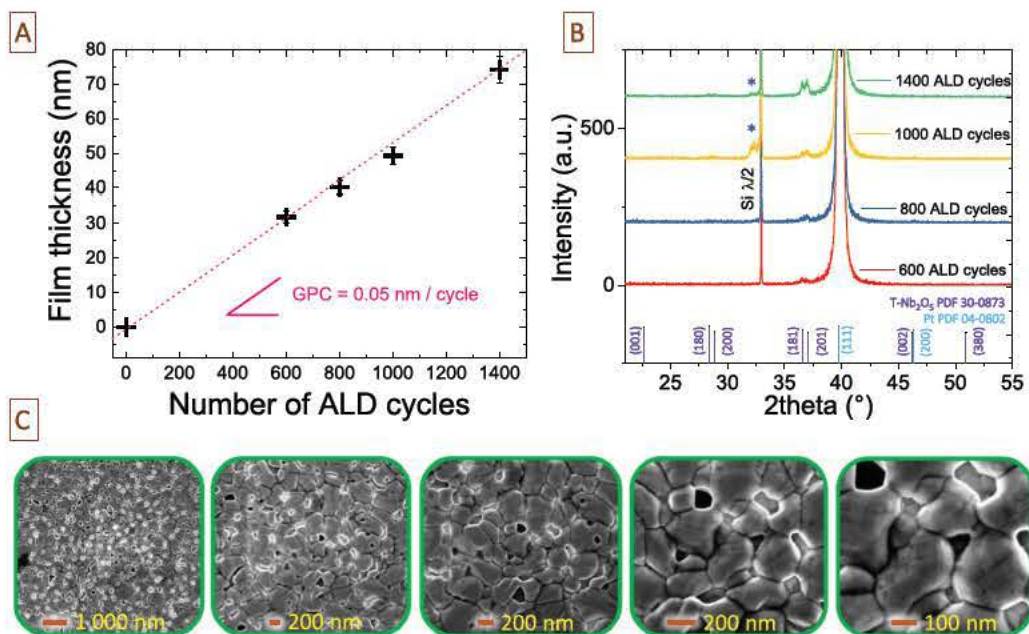 A
Film thickness (nm)
80
70
60
50
40
30
20
10
0
GPC = 0.05 nm / cycle
0 200 400 600 800 1000 1200 1400
Number of ALD cycles
B
Intensity (a.u.)
500
0
*
*
Si λ/2
1400 ALD cycles
1000 ALD cycles
800 ALD cycles
600 ALD cycles
T-Nb₂O₅ PDF 30-0873
Pt PDF 04-0802
(001) (180) (200) (181) (201) (111) (002) (200) (380)
25 30 35 40 45 50 55
2theta (°)
C
1 000 nm
200 nm
200 nm
200 nm
100 nm